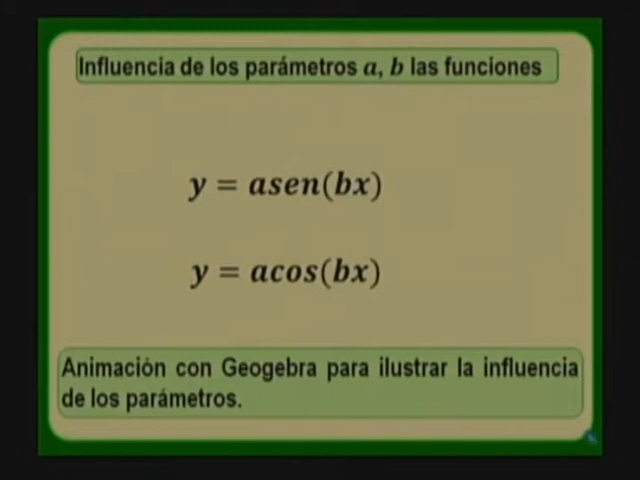 Influencia de los parámetros a, b las funciones
y = asen(bx)
y = acos(bx)
Animación con Geogebra para ilustrar la influencia
de los parámetros.